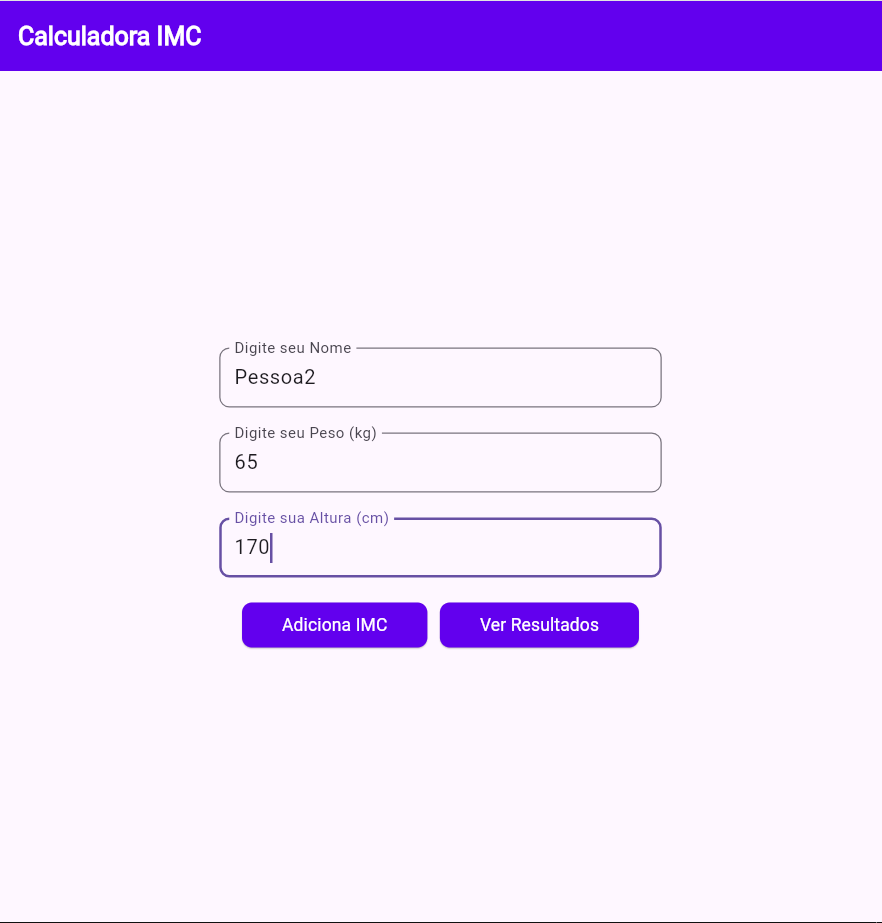 Calculadora IMC
Digite seu Nome
Pessoa2
Digite seu Peso (kg)
65
Digite sua Altura (cm)
170
Adiciona IMC
Ver Resultados